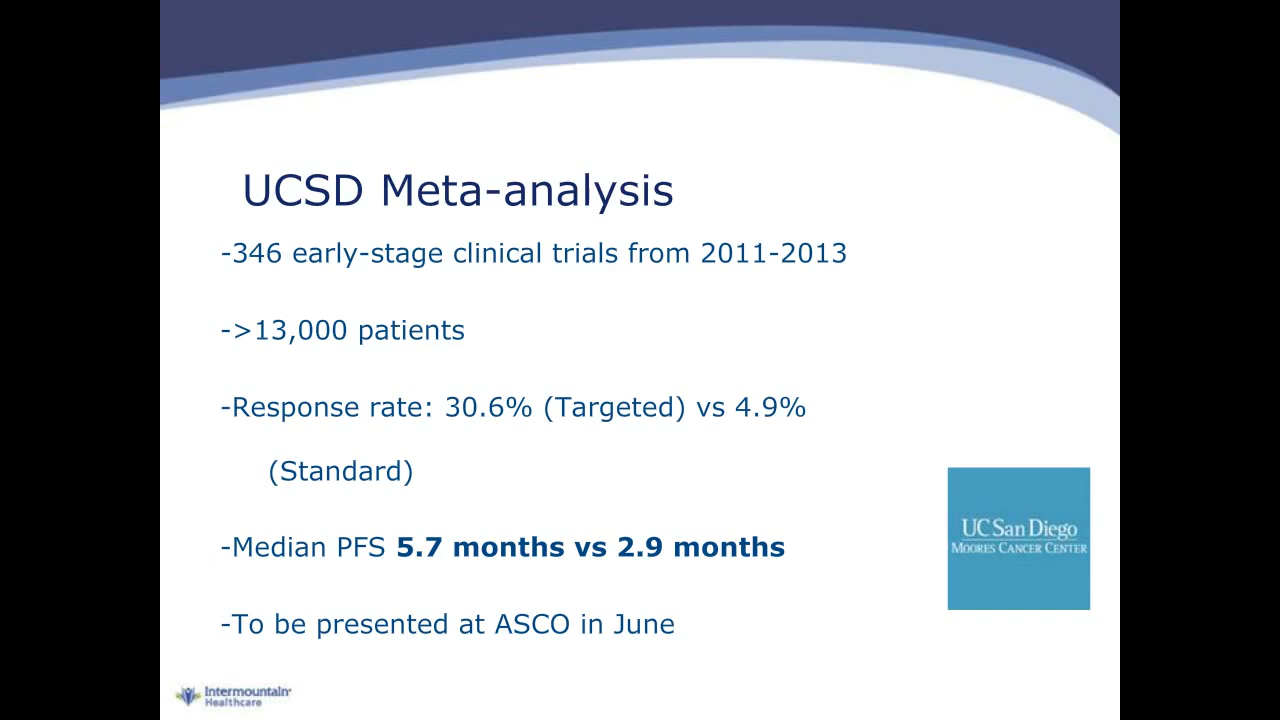 UCSD Meta-analysis
-346 early-stage clinical trials from 2011-2013
->13,000 patients
-Response rate: 30.6% (Targeted) vs 4.9%
(Standard)
-Median PFS 5.7 months vs 2.9 months
-To be presented at ASCO in June
UC San Diego
MOORES CANCER CENTER
Intermountain
Healthcare